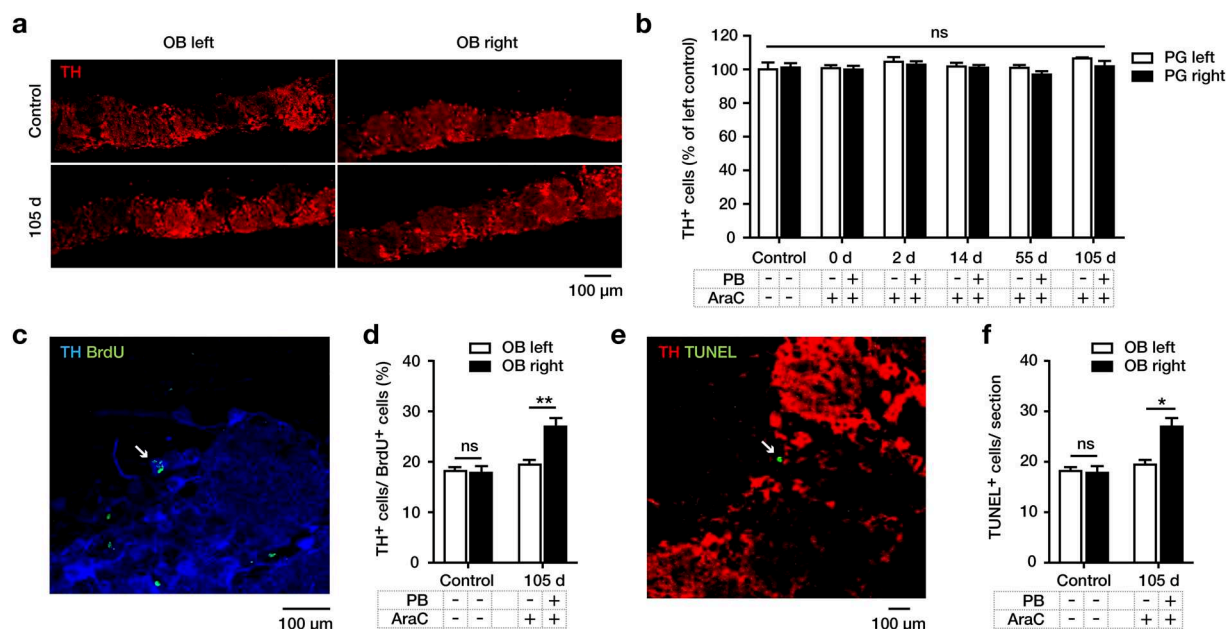 a
OB left
OB right
TH
Control
105 d
100 µm
b
ns
TH+ cells (% of left control)
120
100
80
60
40
20
0
PG left
PG right
Control 0 d 2 d 14 d 55 d 105 d
PB - - - + - + - + - + - +
AraC - - + + + + + + + + + +
c
TH BrdU
100 µm
d
OB left
OB right
TH+ cells/ BrdU+ cells (%)
40
30
20
10
0
ns
**
Control 105 d
PB - - - +
AraC - - + +
e
TH TUNEL
100 µm
f
OB left
OB right
TUNEL+ cells/ section
40
30
20
10
0
ns
*
Control 105 d
PB - - - +
AraC - - + +